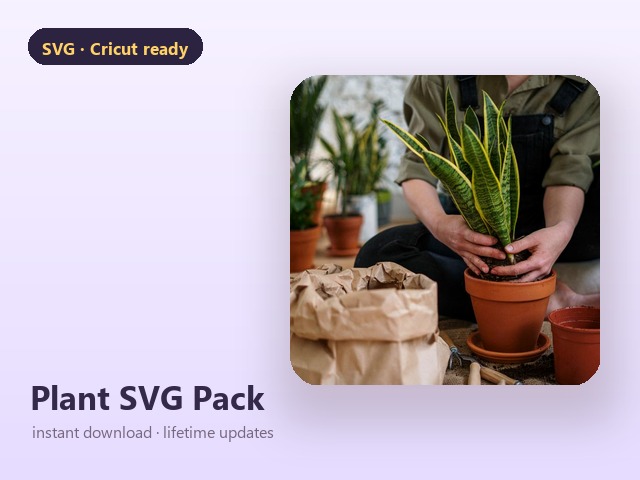 SVG · Cricut ready
Plant SVG Pack
instant download · lifetime updates